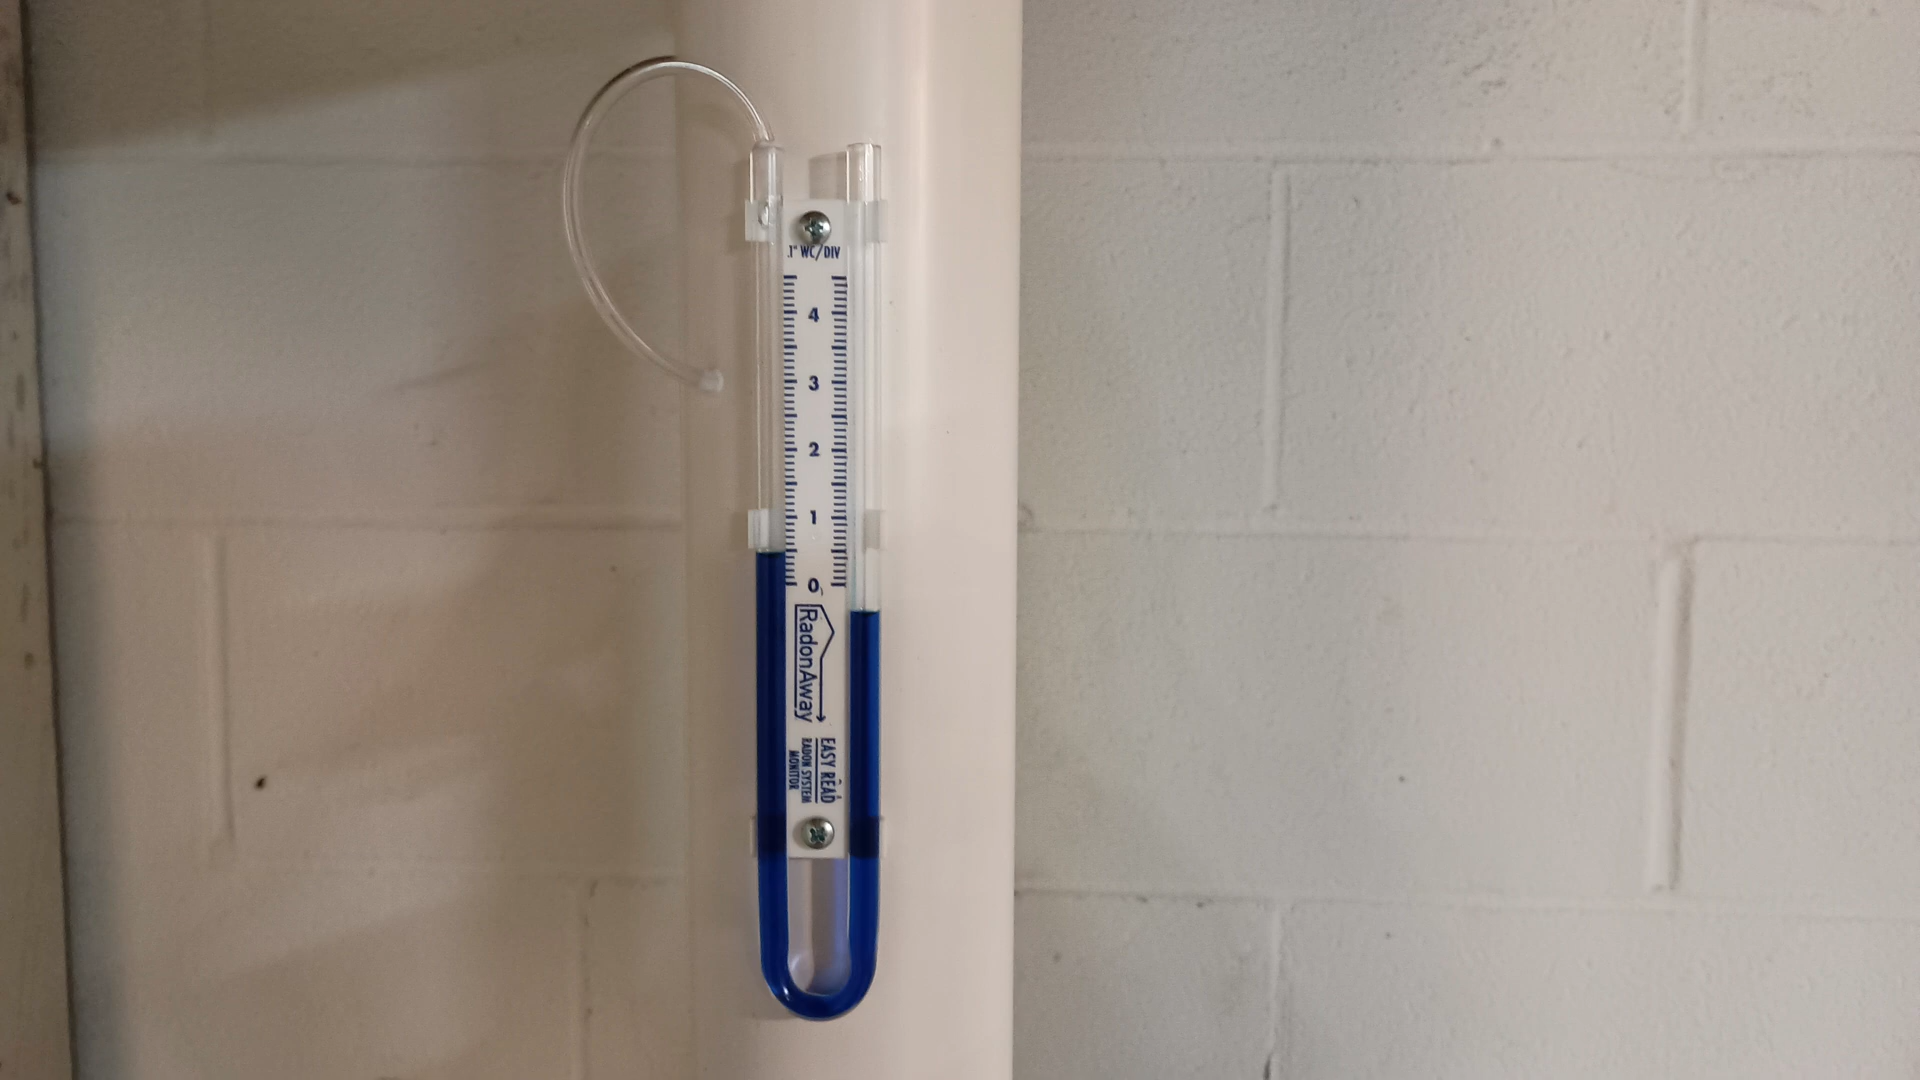 .1" WC/DIV
4
3
2
1
0
RadonAway
EASY READ
RADON SYSTEM
MONITOR